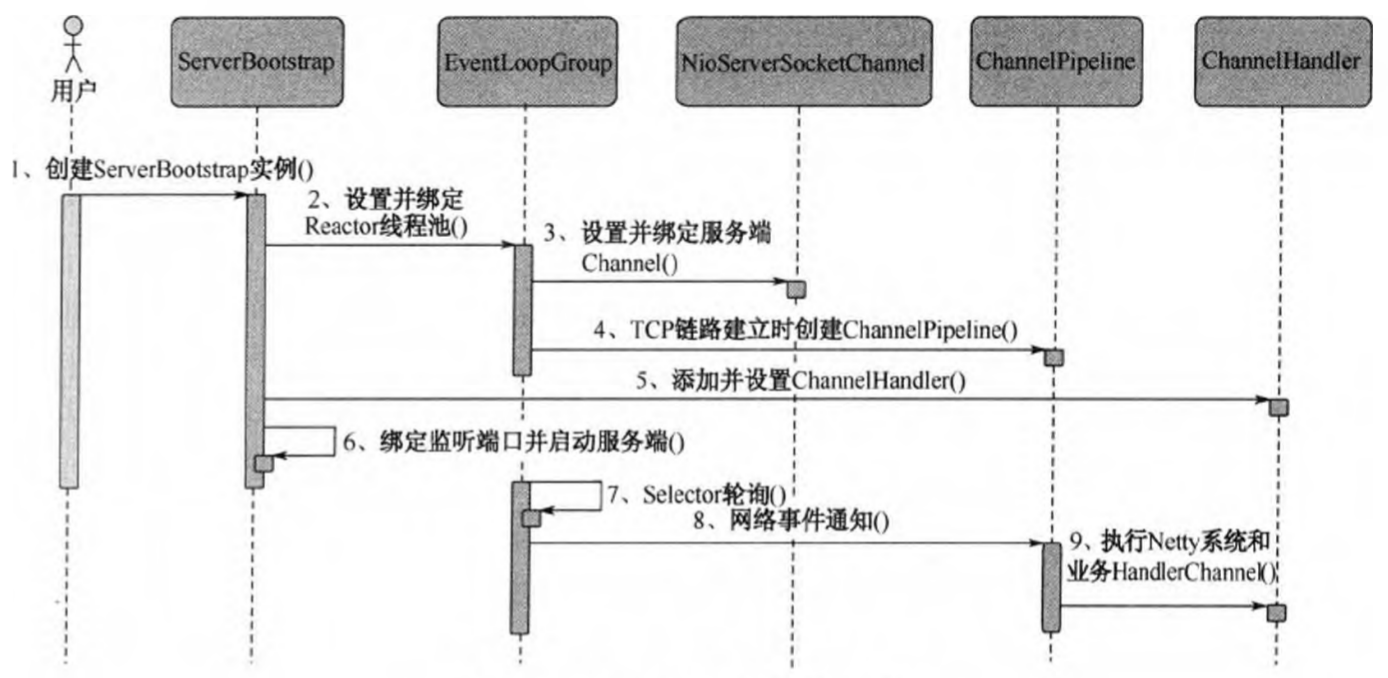 用户
ServerBootstrap
EventLoopGroup
NioServerSocketChannel
ChannelPipeline
ChannelHandler
1、创建ServerBootstrap实例()
2、设置并绑定
Reactor线程池()
3、设置并绑定服务端
Channel()
4、TCP链路建立时创建ChannelPipeline()
5、添加并设置ChannelHandler()
6、绑定监听端口并启动服务端()
7、Selector轮询()
8、网络事件通知()
9、执行Netty系统和
业务HandlerChannel()